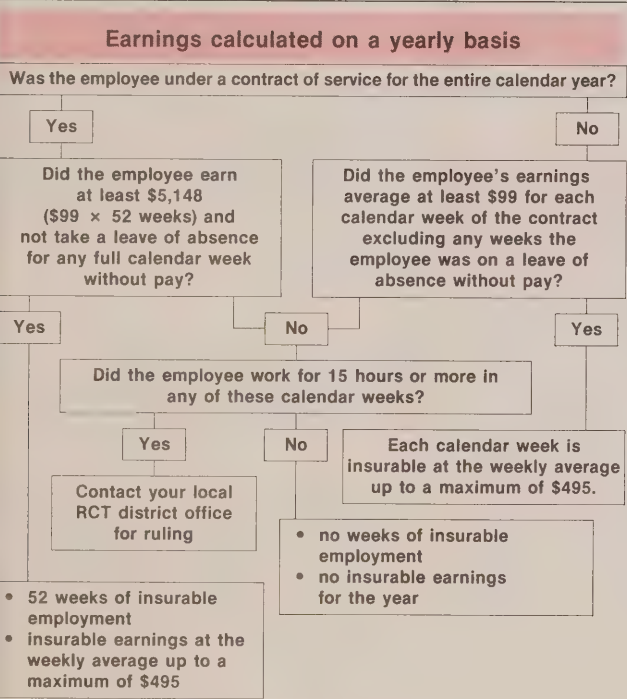 Earnings calculated on a yearly basis
Was the employee under a contract of service for the entire calendar year?
Yes
No
Did the employee earn
at least $5,148
($99 × 52 weeks) and
not take a leave of absence
for any full calendar week
without pay?
Did the employee's earnings
average at least $99 for each
calendar week of the contract
excluding any weeks the
employee was on a leave of
absence without pay?
Yes
No
Yes
Did the employee work for 15 hours or more in
any of these calendar weeks?
Yes
No
Each calendar week is
insurable at the weekly average
up to a maximum of $495.
Contact your local
RCT district office
for ruling
• no weeks of insurable
employment
• no insurable earnings
for the year
• 52 weeks of insurable
employment
• insurable earnings at the
weekly average up to a
maximum of $495